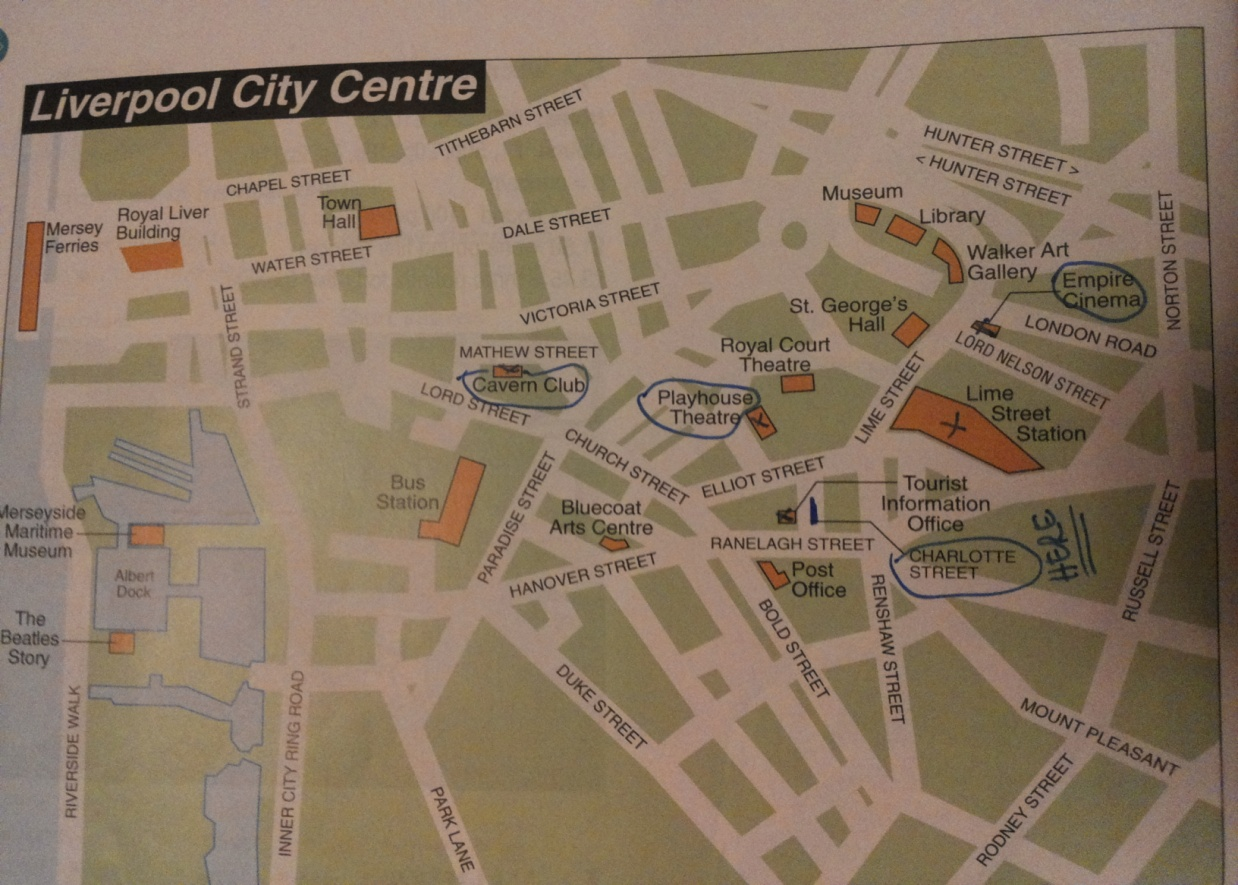 Liverpool City Centre
TITHEBARN STREET
HUNTER STREET >
< HUNTER STREET
CHAPEL STREET
Museum
Library
Town
Hall
Royal Liver
Building
Mersey
Ferries
DALE STREET
WATER STREET
Walker Art
Gallery
Empire
Cinema
NORTON STREET
STRAND STREET
VICTORIA STREET
St. George's
Hall
LONDON ROAD
LORD NELSON STREET
MATHEW STREET
Cavern Club
Royal Court
Theatre
LORD STREET
Playhouse
Theatre
LIME STREET
Lime
Street
Station
CHURCH STREET
ELLIOT STREET
Bus
Station
PARADISE STREET
Bluecoat
Arts Centre
Tourist
Information
Office
Merseyside
Maritime
Museum
RANELAGH STREET
CHARLOTTE
STREET
HERE
RUSSELL STREET
Albert
Dock
HANOVER STREET
Post
Office
The
Beatles
Story
BOLD STREET
RENSHAW STREET
DUKE STREET
MOUNT PLEASANT
RIVERSIDE WALK
INNER CITY RING ROAD
PARK LANE
RODNEY STREET